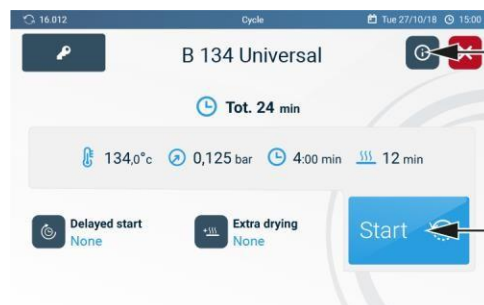 16.012 Cycle Tue 27/10/18 15:00
B 134 Universal
Tot. 24 min
134,0°c 0,125 bar 4:00 min 12 min
Delayed start
None
Extra drying
None
Start